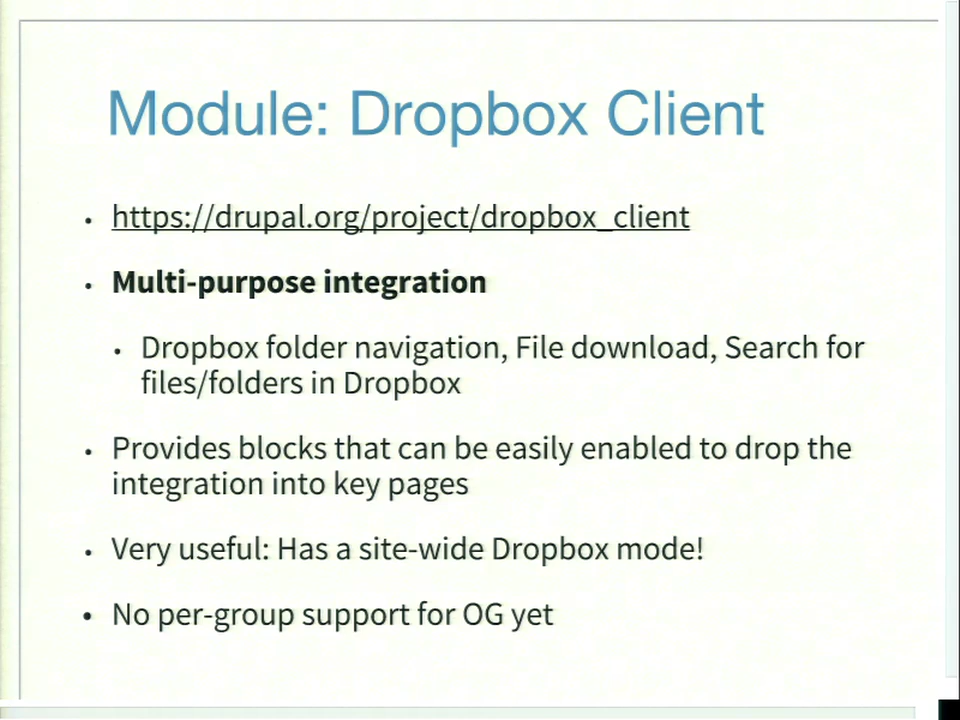 Module: Dropbox Client
• https://drupal.org/project/dropbox_client
• Multi-purpose integration
• Dropbox folder navigation, File download, Search for
files/folders in Dropbox
• Provides blocks that can be easily enabled to drop the
integration into key pages
• Very useful: Has a site-wide Dropbox mode!
• No per-group support for OG yet